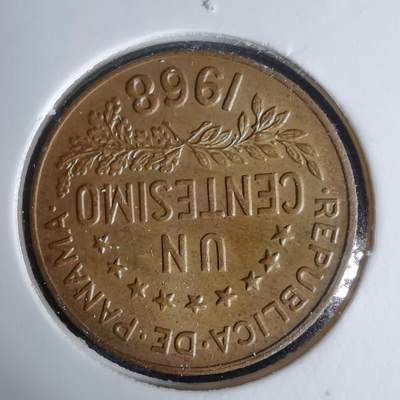 ·REPUBLICA·DE·PANAMA·
UN
CENTESIMO
1968